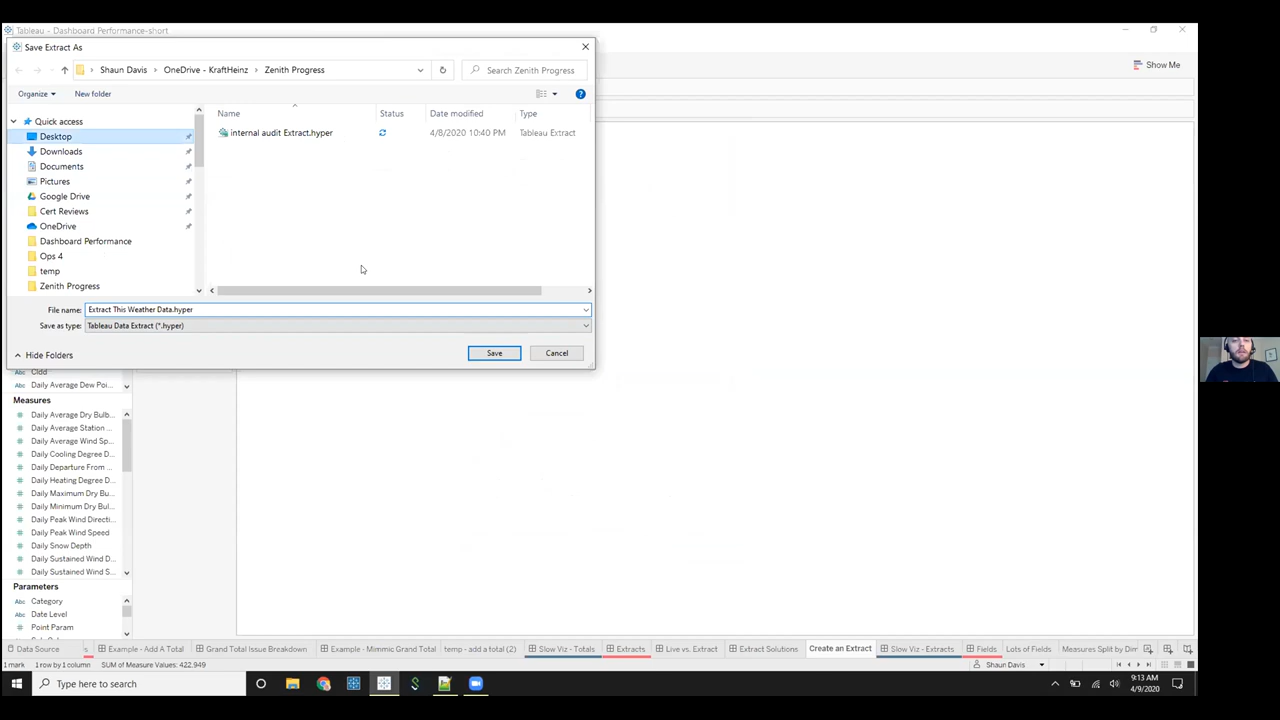 Tableau - Dashboard Performance-short
Save Extract As
Shaun Davis
OneDrive - KraftHeinz
Zenith Progress
Search Zenith Progress
Show Me
Organize
New folder
Name
Status
Date modified
Type
Quick access
Desktop
Downloads
Documents
Pictures
Google Drive
Cert Reviews
OneDrive
Dashboard Performance
Ops 4
temp
Zenith Progress
internal audit Extract.hyper
4/8/2020 10:40 PM
Tableau Extract
File name:
Extract This Weather Data.hyper
Save as type:
Tableau Data Extract (*.hyper)
Hide Folders
Save
Cancel
Abc
Abc Daily Average Dew Poi...
Measures
# Daily Average Dry Bulb...
# Daily Average Station ...
# Daily Average Wind Sp...
# Daily Cooling Degree D...
# Daily Departure From ...
# Daily Heating Degree D...
# Daily Maximum Dry Bu...
# Daily Minimum Dry Bul...
# Daily Peak Wind Directi...
# Daily Peak Wind Speed
# Daily Snow Depth
# Daily Sustained Wind D...
# Daily Sustained Wind S...
Parameters
Abc Category
Abc Date Level
Abc Point Param
Data Source
s
Example - Add A Total
Grand Total Issue Breakdown
Example - Mimmic Grand Total
temp - add a total (2)
Slow Viz - Totals
Extracts
Live vs. Extract
Extract Solutions
Create an Extract
Slow Viz - Extracts
Fields
Lots of Fields
Measures Split by Dim
1 mark
1 row by 1 column
SUM of Measure Values: 422.949
Shaun Davis
Type here to search
9:13 AM
4/9/2020